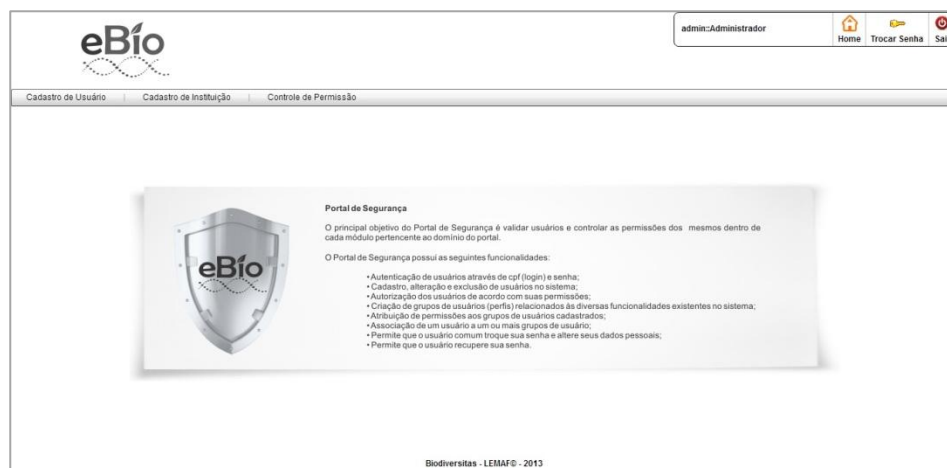 eBio
admin::Administrador
Home
Trocar Senha
Sai
Cadastro de Usuário | Cadastro de Instituição | Controle de Permissão
Portal de Segurança
O principal objetivo do Portal de Segurança é validar usuários e controlar as permissões dos mesmos dentro de
cada módulo pertencente ao domínio do portal.
O Portal de Segurança possui as seguintes funcionalidades:
• Autenticação de usuários através de cpf (login) e senha;
• Cadastro, alteração e exclusão de usuários no sistema;
• Autorização dos usuários de acordo com suas permissões;
• Criação de grupos de usuários (perfis) relacionados às diversas funcionalidades existentes no sistema;
• Atribuição de permissões aos grupos de usuários cadastrados;
• Associação de um usuário a um ou mais grupos de usuário;
• Permite que o usuário comum troque sua senha e altere seus dados pessoais;
• Permite que o usuário recupere sua senha.
eBio
Biodiversitas - LEMAF© - 2013